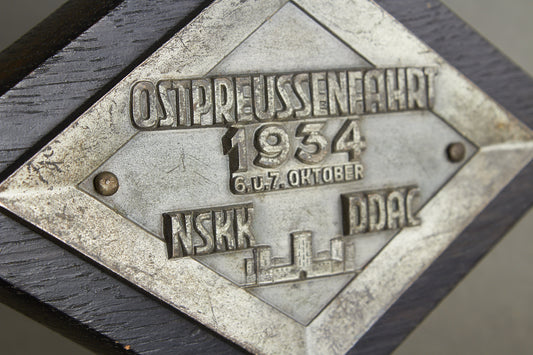 OSTPREUSSENFAHRT
1934
6.U.7. OKTOBER
NSKK DDAC